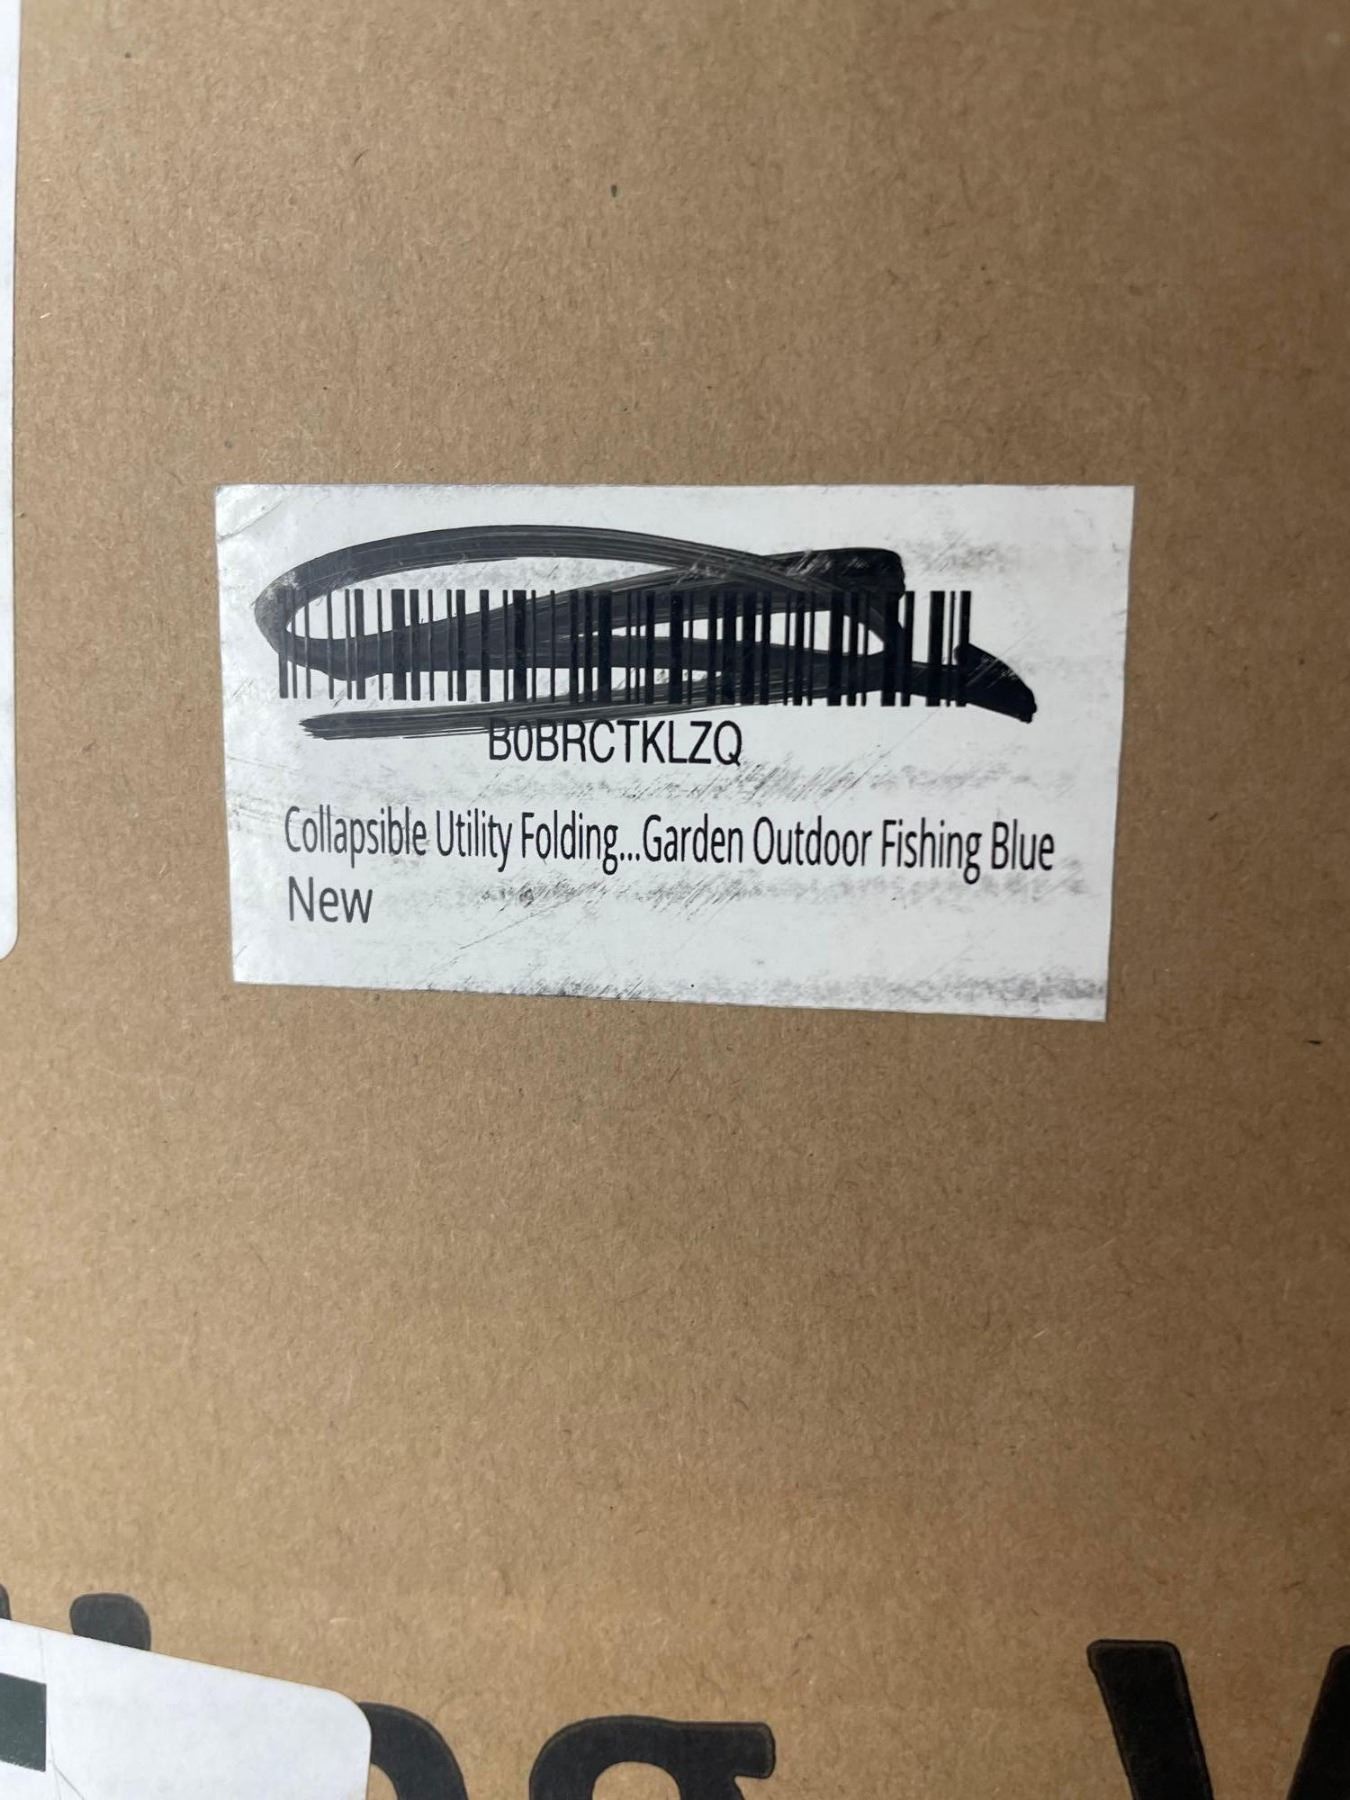 B0BRCTKLZQ
Collapsible Utility Folding...Garden Outdoor Fishing Blue
New